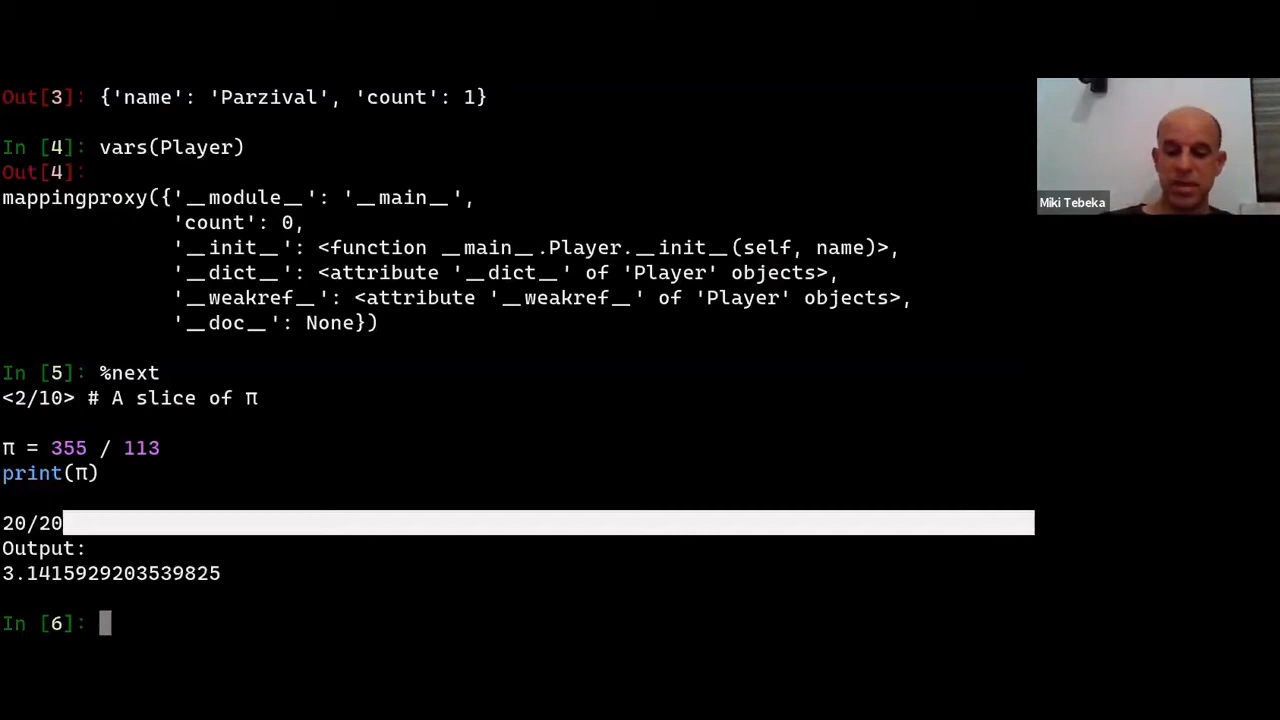 Out[3]: {'name': 'Parzival', 'count': 1}
In [4]: vars(Player)
Out[4]:
mappingproxy({'__module__': '__main__',
'count': 0,
'__init__': <function __main__.Player.__init__(self, name)>,
'__dict__': <attribute '__dict__' of 'Player' objects>,
'__weakref__': <attribute '__weakref__' of 'Player' objects>,
'__doc__': None})
In [5]: %next
<2/10> # A slice of π
π = 355 / 113
print(π)
20/20
Output:
3.1415929203539825
In [6]:
Miki Tebeka